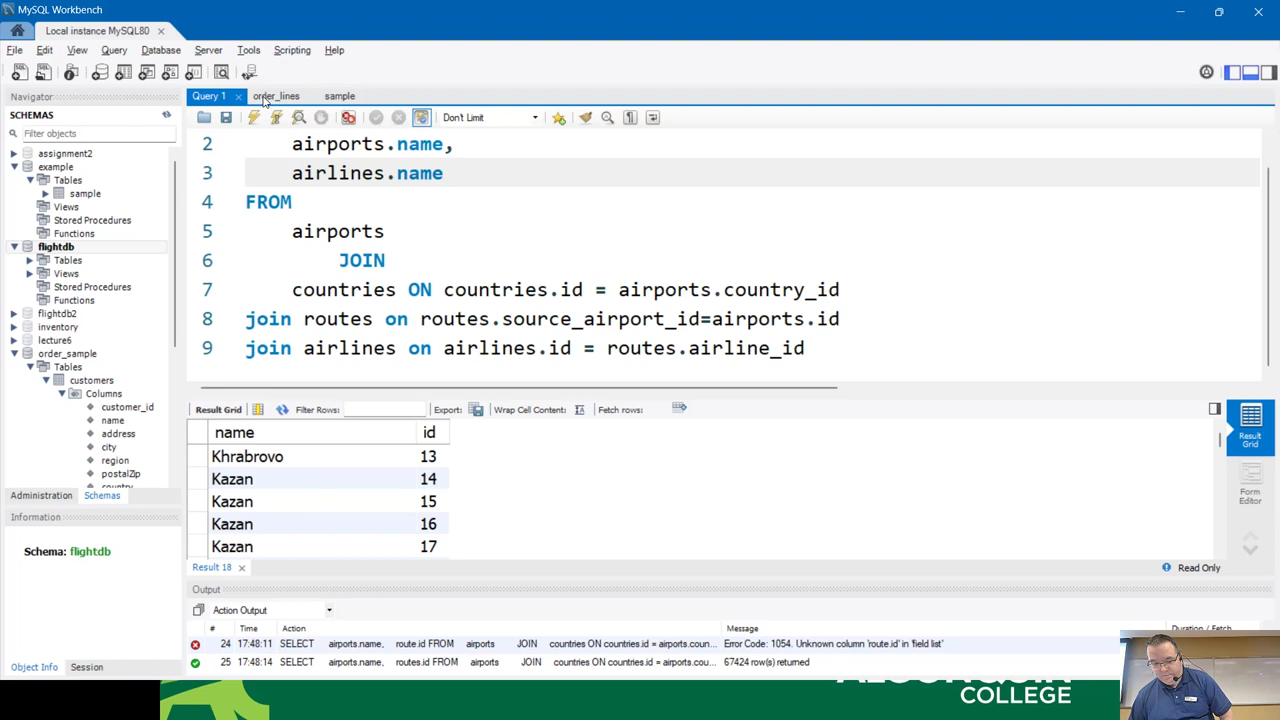 MySQL Workbench
Local instance MySQL80
File Edit View Query Database Server Tools Scripting Help
Navigator
SCHEMAS
Filter objects
assignment2
example
Tables
sample
Views
Stored Procedures
Functions
flightdb
Tables
Views
Stored Procedures
Functions
flightdb2
inventory
lecture6
order_sample
Tables
customers
Columns
customer_id
name
address
city
region
postalZip
country
Administration Schemas
Information
Schema: flightdb
Object Info Session
Query 1 order_lines sample
Don't Limit
2 airports.name,
3 airlines.name
4 FROM
5 airports
6 JOIN
7 countries ON countries.id = airports.country_id
8 join routes on routes.source_airport_id=airports.id
9 join airlines on airlines.id = routes.airline_id
Result Grid Filter Rows: Export: Wrap Cell Content: Fetch rows:
name id
Khrabrovo 13
Kazan 14
Kazan 15
Kazan 16
Kazan 17
Result Grid
Form Editor
Result 18 Read Only
Output
Action Output
# Time Action Message Duration / Fetch
24 17:48:11 SELECT airports.name, route.id FROM airports JOIN countries ON countries.id = airports.coun... Error Code: 1054. Unknown column 'route.id' in 'field list'
25 17:48:14 SELECT airports.name, routes.id FROM airports JOIN countries ON countries.id = airports.coun... 67424 row(s) returned
COLLEGE